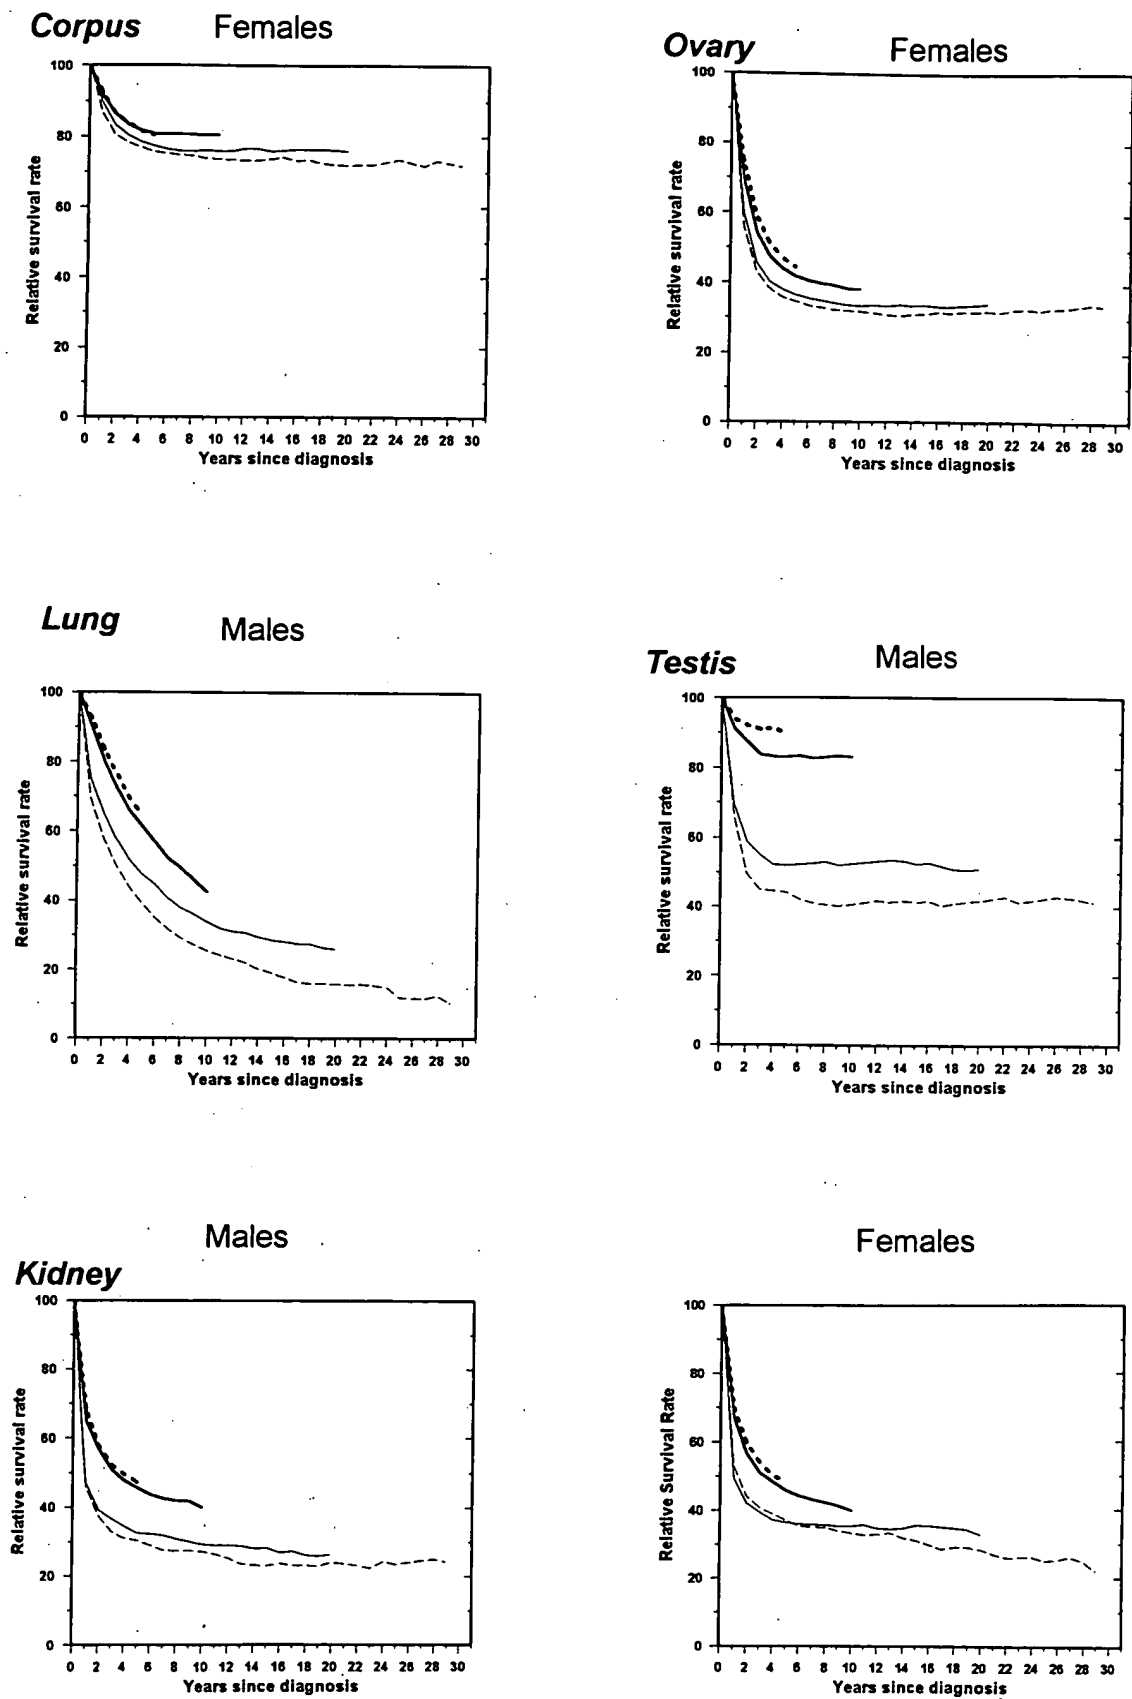 Corpus Females
100
80
60
40
20
0
Relative survival rate
0 2 4 6 8 10 12 14 16 18 20 22 24 26 28 30
Years since diagnosis
Ovary Females
100
80
60
40
20
0
Relative survival rate
0 2 4 6 8 10 12 14 16 18 20 22 24 26 28 30
Years since diagnosis
Lung Males
100
80
60
40
20
0
Relative survival rate
0 2 4 6 8 10 12 14 16 18 20 22 24 26 28 30
Years since diagnosis
Testis Males
100
80
60
40
20
0
Relative survival rate
0 2 4 6 8 10 12 14 16 18 20 22 24 26 28 30
Years since diagnosis
Males
Kidney
100
80
60
40
20
0
Relative survival rate
0 2 4 6 8 10 12 14 16 18 20 22 24 26 28 30
Years since diagnosis
Females
100
80
60
40
20
0
Relative Survival Rate
0 2 4 6 8 10 12 14 16 18 20 22 24 26 28 30
Years since diagnosis